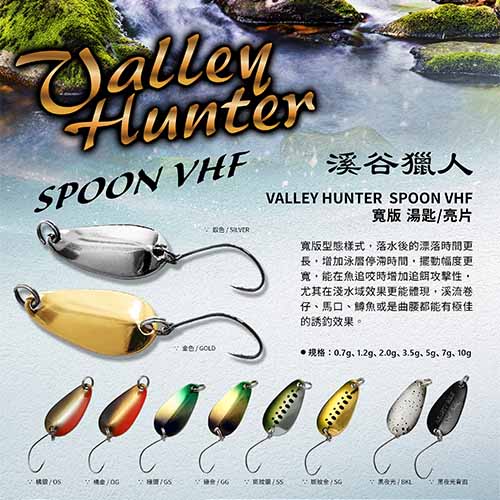 Valley
Hunter
SPOON VHF
溪谷獵人
VALLEY HUNTER SPOON VHF
寬版 湯匙/亮片
∵ 銀色 / SILVER
∵ 金色 / GOLD
寬版型態樣式，落水後的漂落時間更
長，增加泳層停滯時間，擺動幅度更
寬，能在魚追咬時增加追餌攻擊性，
尤其在淺水域效果更能體現，溪流卷
仔、馬口、鱒魚或是曲腰都能有極佳
的誘釣效果。
●規格：0.7g、1.2g、2.0g、3.5g、5g、7g、10g
∵ 橘銀 / OS
∵ 橘金 / OG
∵ 綠銀 / GS
∵ 綠金 / GG
∵ 斑紋銀 / SS
∵ 斑紋金 / SG
∵ 黑夜光 / BKL
∵ 黑夜光背面